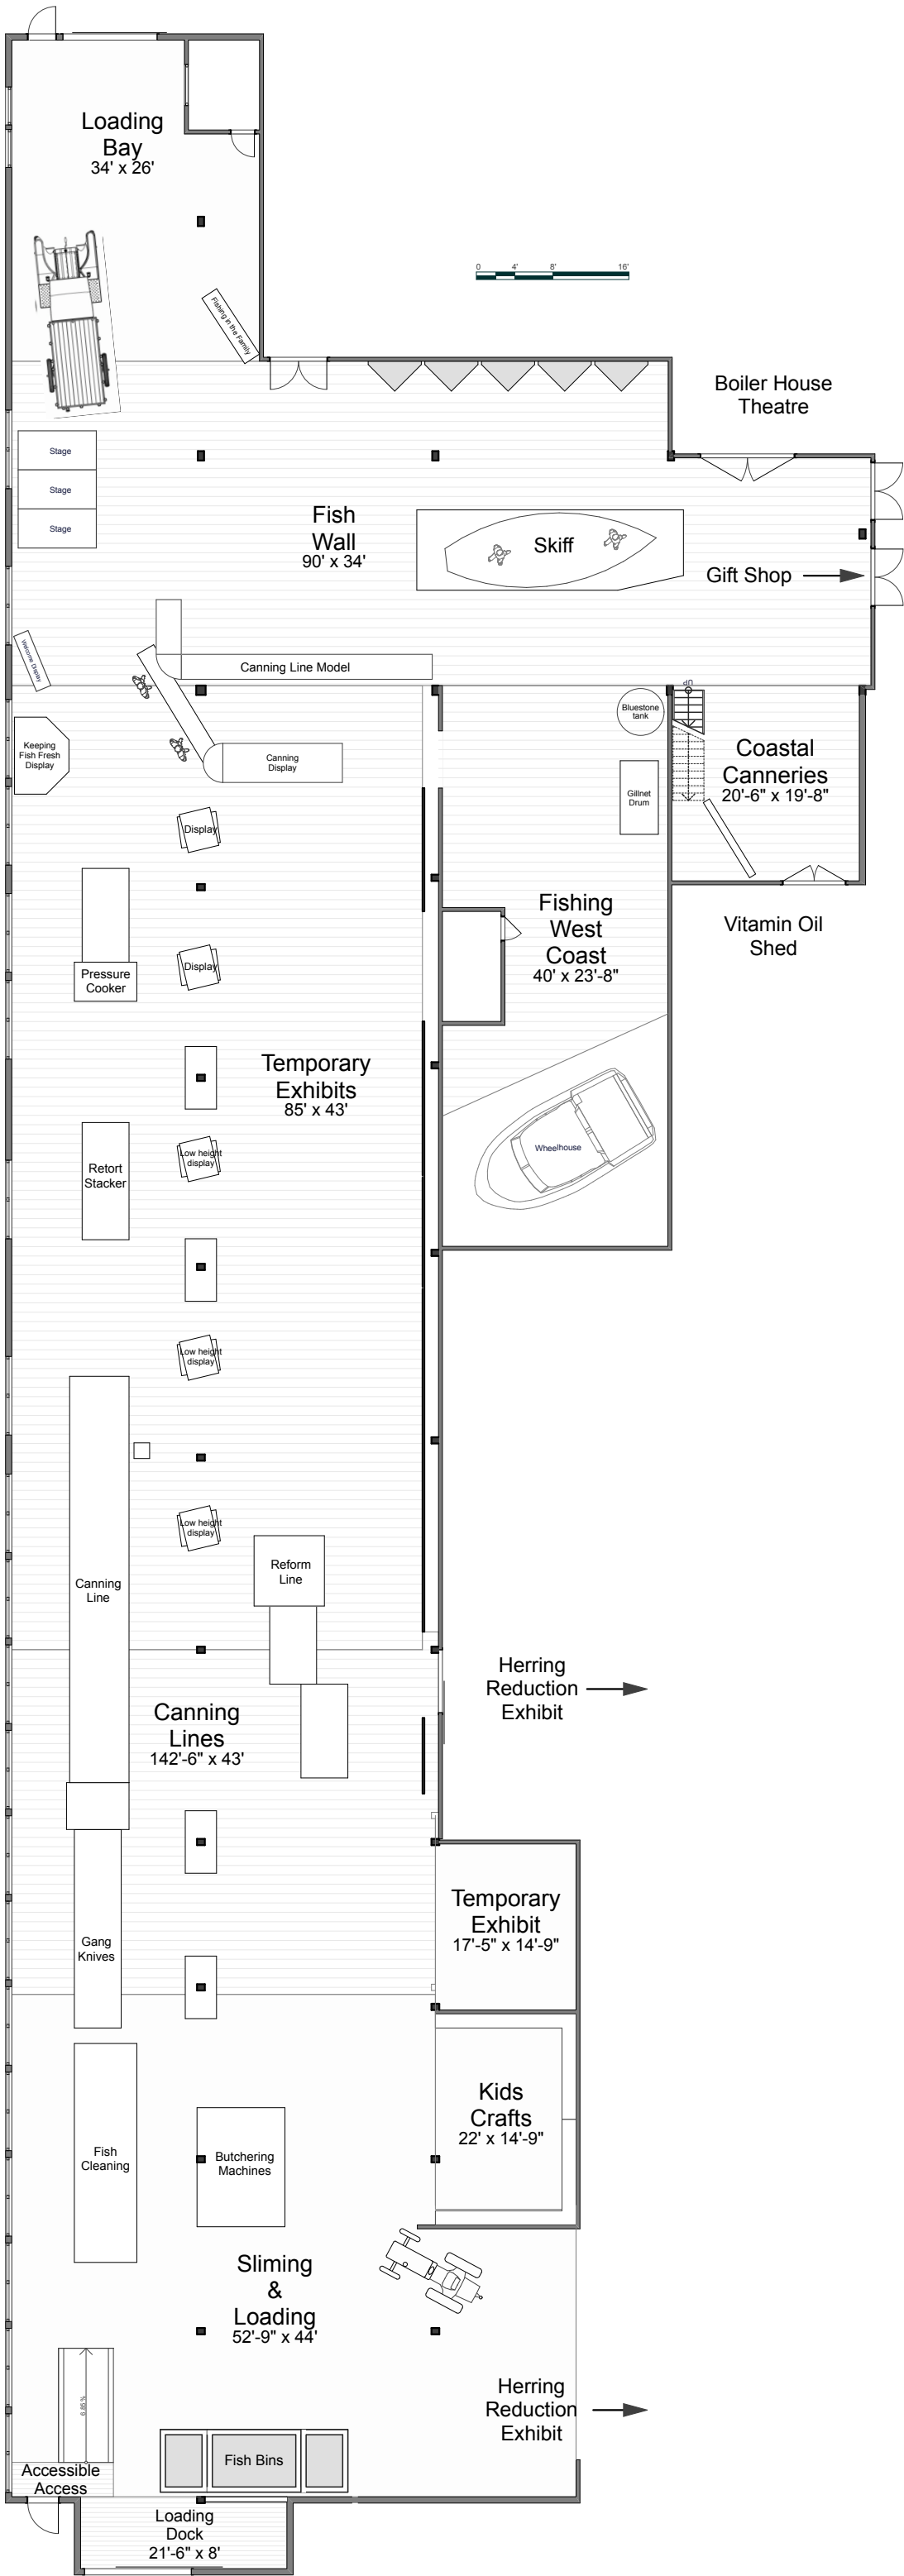 Loading
Bay
34' x 26'
0 4' 8' 16'
Fishing in the Family
Boiler House
Theatre
Stage
Stage
Stage
Fish
Wall
90' x 34'
Skiff
Gift Shop
Welcome Display
Canning Line Model
UP
Bluestone
tank
Keeping
Fish Fresh
Display
Canning
Display
Coastal
Canneries
20'-6" x 19'-8"
Gillnet
Drum
Display
Fishing
West
Coast
40' x 23'-8"
Vitamin Oil
Shed
Display
Pressure
Cooker
Temporary
Exhibits
85' x 43'
Low height
display
Retort
Stacker
Wheelhouse
Low height
display
Low height
display
Canning
Line
Reform
Line
Herring
Reduction
Exhibit
Canning
Lines
142'-6" x 43'
Temporary
Exhibit
17'-5" x 14'-9"
Gang
Knives
Kids
Crafts
22' x 14'-9"
Fish
Cleaning
Butchering
Machines
Sliming
&
Loading
52'-9" x 44'
6.85 %
Herring
Reduction
Exhibit
Fish Bins
Accessible
Access
Loading
Dock
21'-6" x 8'